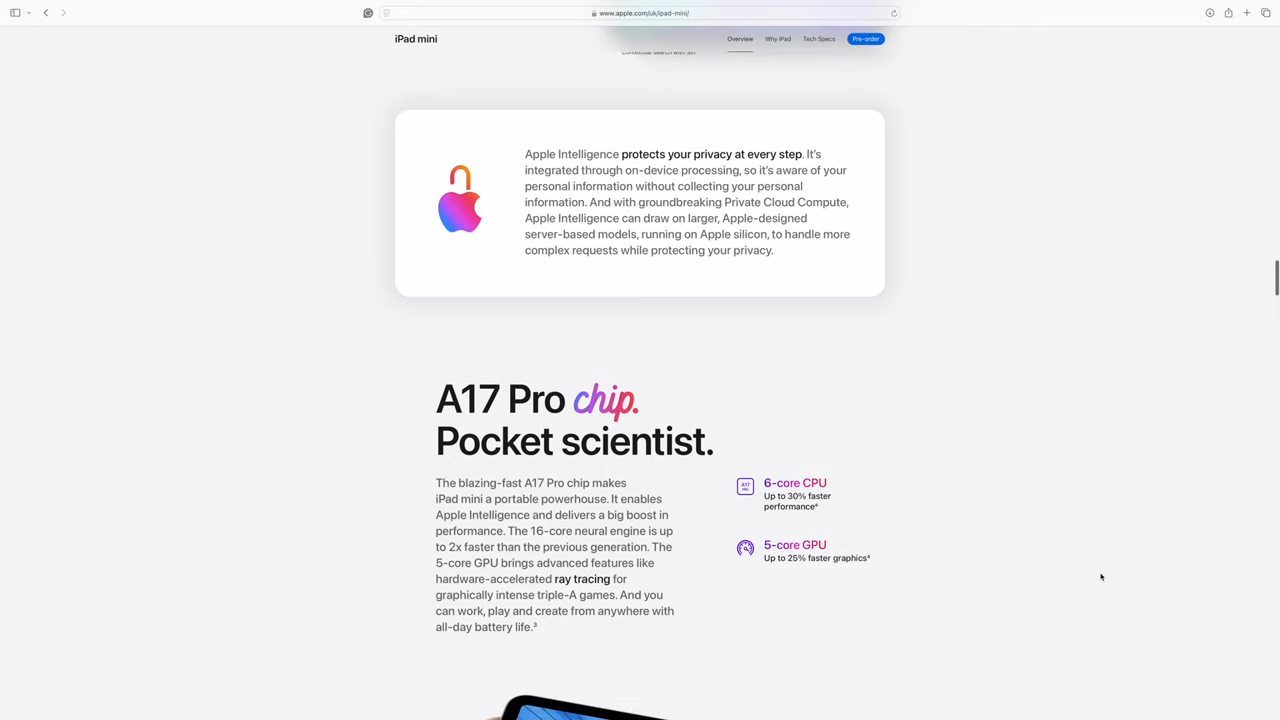 www.apple.com/uk/ipad-mini/
iPad mini
Overview
Why iPad
Tech Specs
Pre-order
Contextual search with Siri
Apple Intelligence protects your privacy at every step. It's
integrated through on-device processing, so it's aware of your
personal information without collecting your personal
information. And with groundbreaking Private Cloud Compute,
Apple Intelligence can draw on larger, Apple-designed
server-based models, running on Apple silicon, to handle more
complex requests while protecting your privacy.
A17 Pro chip.
Pocket scientist.
The blazing-fast A17 Pro chip makes
iPad mini a portable powerhouse. It enables
Apple Intelligence and delivers a big boost in
performance. The 16-core neural engine is up
to 2x faster than the previous generation. The
5-core GPU brings advanced features like
hardware-accelerated ray tracing for
graphically intense triple-A games. And you
can work, play and create from anywhere with
all-day battery life.³
A17
PRO
6-core CPU
Up to 30% faster
performance⁴
5-core GPU
Up to 25% faster graphics⁴